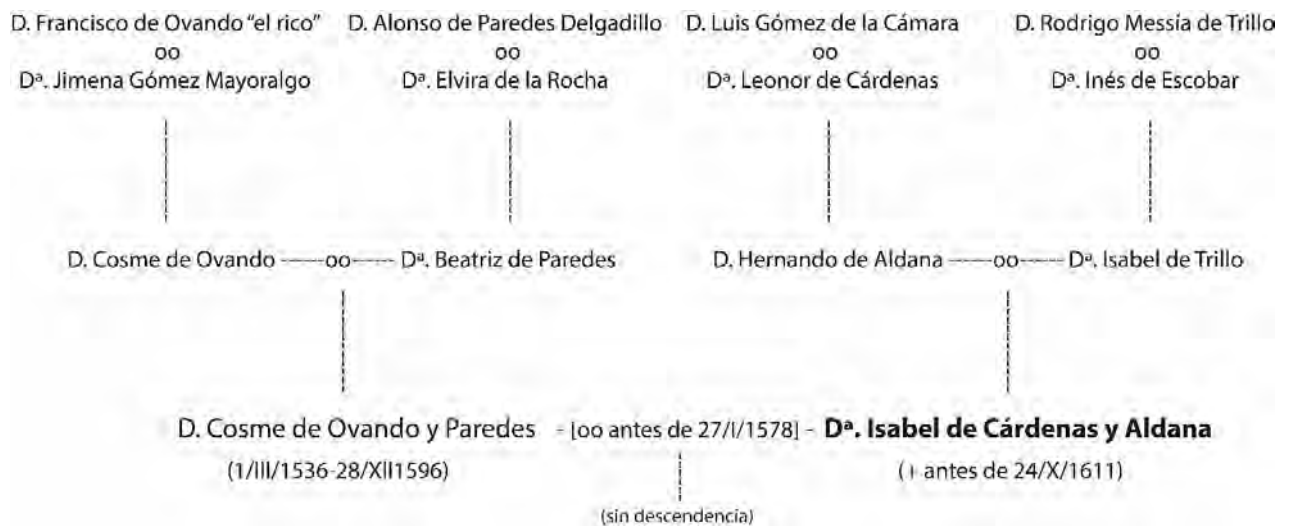 D. Francisco de Ovando "el rico" D. Alonso de Paredes Delgadillo D. Luis Gómez de la Cámara D. Rodrigo Messía de Trillo
oo oo oo oo
Dª. Jimena Gómez Mayoralgo Dª. Elvira de la Rocha Dª. Leonor de Cárdenas Dª. Inés de Escobar
D. Cosme de Ovando ------oo------ Dª. Beatriz de Paredes D. Hernando de Aldana ------oo------ Dª. Isabel de Trillo
D. Cosme de Ovando y Paredes - [oo antes de 27/I/1578] - Dª. Isabel de Cárdenas y Aldana
(1/III/1536-28/XII1596) (+ antes de 24/X/1611)
(sin descendencia)